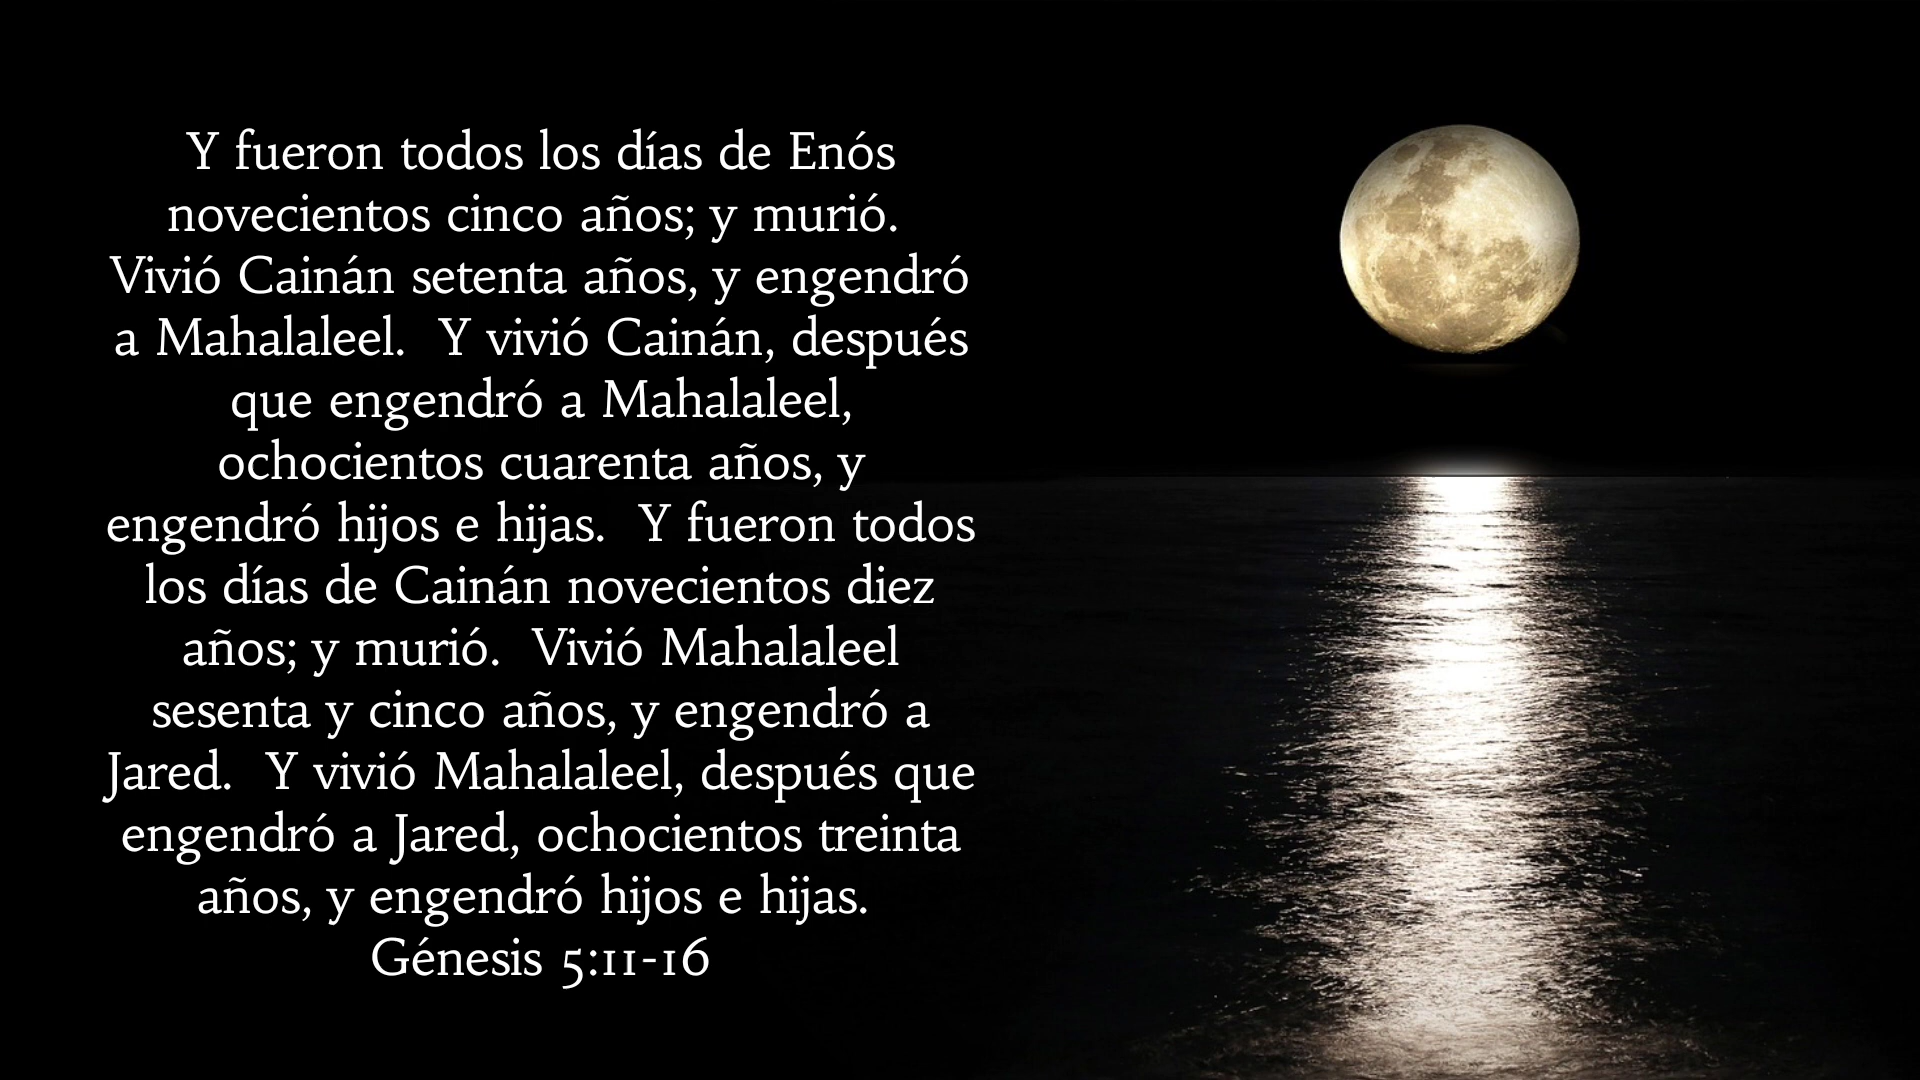 Y fueron todos los días de Enós
novecientos cinco años; y murió.
Vivió Cainán setenta años, y engendró
a Mahalaleel.  Y vivió Cainán, después
que engendró a Mahalaleel,
ochocientos cuarenta años, y
engendró hijos e hijas.  Y fueron todos
los días de Cainán novecientos diez
años; y murió.  Vivió Mahalaleel
sesenta y cinco años, y engendró a
Jared.  Y vivió Mahalaleel, después que
engendró a Jared, ochocientos treinta
años, y engendró hijos e hijas.
Génesis 5:11-16